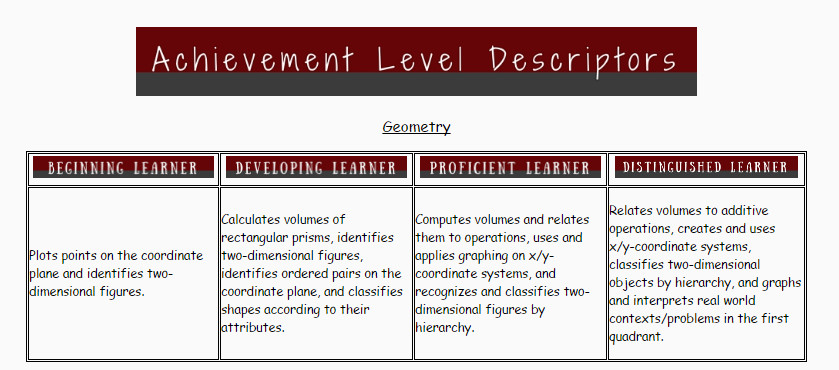 Achievement Level Descriptors
Geometry
BEGINNING LEARNER
DEVELOPING LEARNER
PROFICIENT LEARNER
DISTINGUISHED LEARNER
Plots points on the coordinate
plane and identifies two-
dimensional figures.
Calculates volumes of
rectangular prisms, identifies
two-dimensional figures,
identifies ordered pairs on the
coordinate plane, and classifies
shapes according to their
attributes.
Computes volumes and relates
them to operations, uses and
applies graphing on x/y-
coordinate systems, and
recognizes and classifies two-
dimensional figures by
hierarchy.
Relates volumes to additive
operations, creates and uses
x/y-coordinate systems,
classifies two-dimensional
objects by hierarchy, and graphs
and interprets real world
contexts/problems in the first
quadrant.